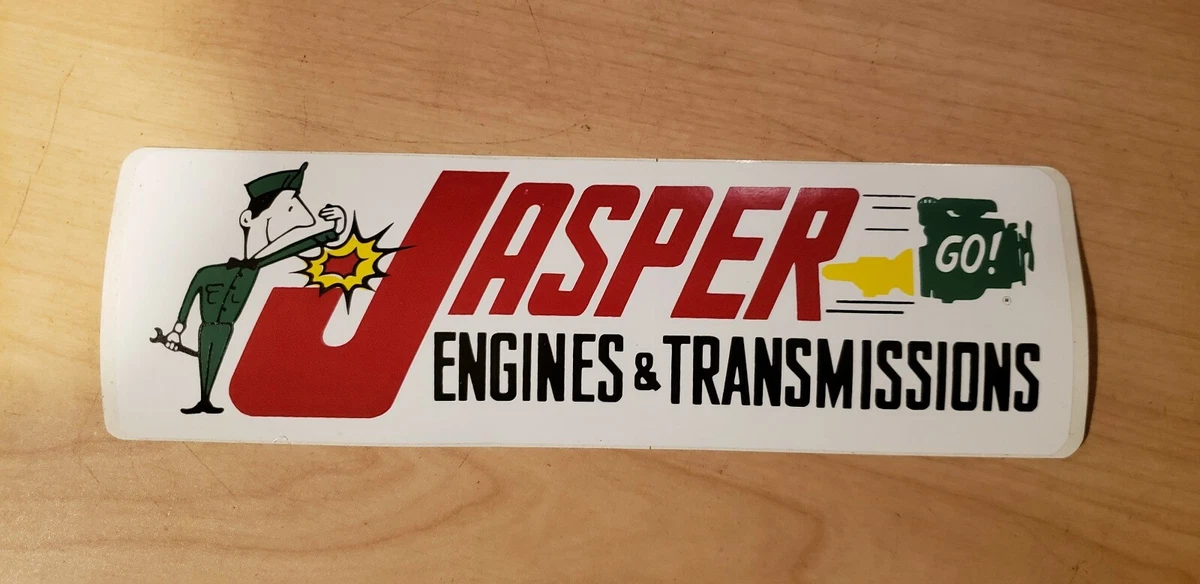 JASPER
GO!
®
ENGINES & TRANSMISSIONS